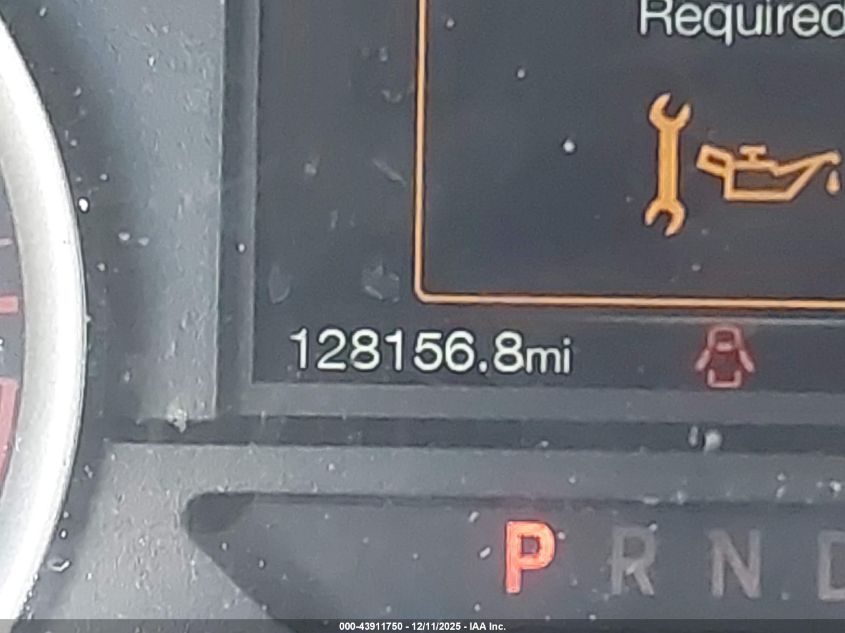 Required
128156.8mi
P R N D
000-43911750 - 12/11/2025 - IAA Inc.